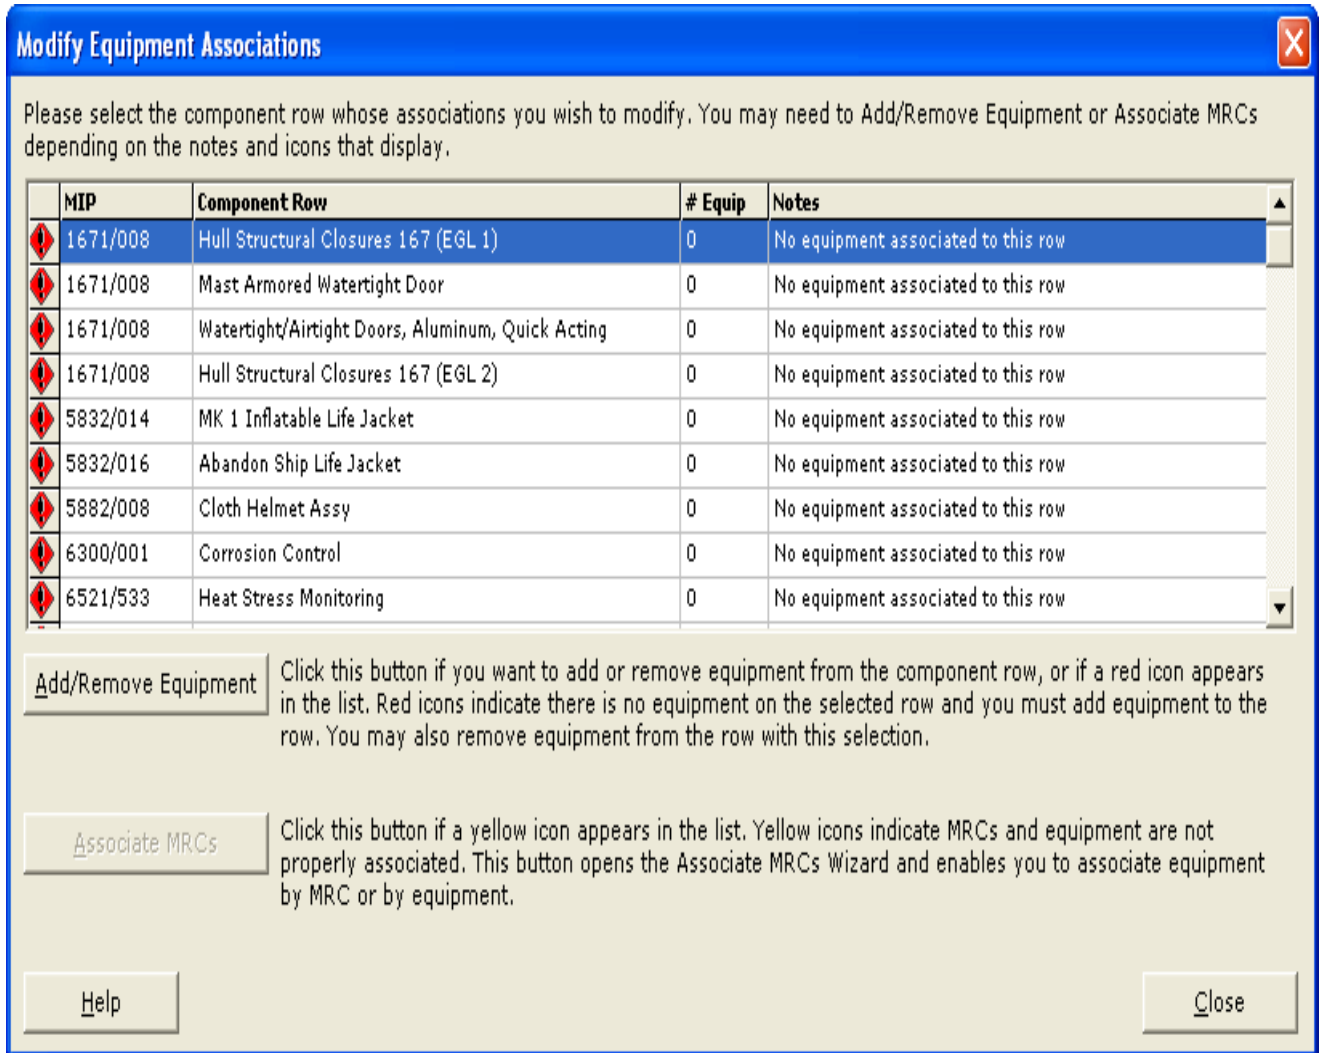 Modify Equipment Associations
Please select the component row whose associations you wish to modify. You may need to Add/Remove Equipment or Associate MRCs
depending on the notes and icons that display.
MIP Component Row # Equip Notes
1671/008 Hull Structural Closures 167 (EGL 1) 0 No equipment associated to this row
1671/008 Mast Armored Watertight Door 0 No equipment associated to this row
1671/008 Watertight/Airtight Doors, Aluminum, Quick Acting 0 No equipment associated to this row
1671/008 Hull Structural Closures 167 (EGL 2) 0 No equipment associated to this row
5832/014 MK 1 Inflatable Life Jacket 0 No equipment associated to this row
5832/016 Abandon Ship Life Jacket 0 No equipment associated to this row
5882/008 Cloth Helmet Assy 0 No equipment associated to this row
6300/001 Corrosion Control 0 No equipment associated to this row
6521/533 Heat Stress Monitoring 0 No equipment associated to this row
Add/Remove Equipment
Click this button if you want to add or remove equipment from the component row, or if a red icon appears
in the list. Red icons indicate there is no equipment on the selected row and you must add equipment to the
row. You may also remove equipment from the row with this selection.
Associate MRCs
Click this button if a yellow icon appears in the list. Yellow icons indicate MRCs and equipment are not
properly associated. This button opens the Associate MRCs Wizard and enables you to associate equipment
by MRC or by equipment.
Help
Close